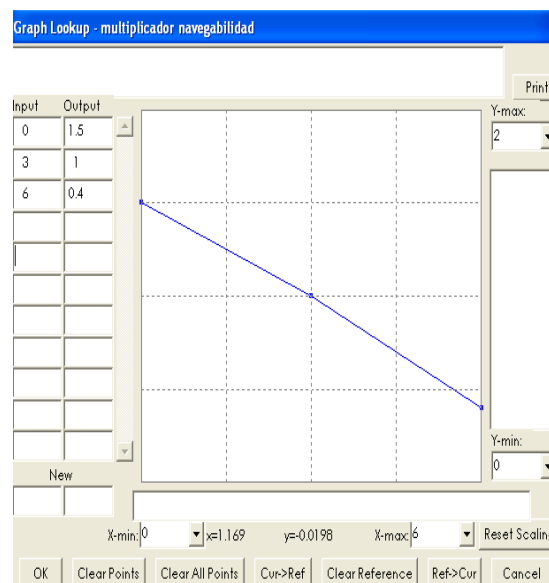 Graph Lookup - multiplicador navegabilidad
Print
Input Output
Y-max:
0 1.5
2
3 1
6 0.4
Y-min:
0
New
X-min: 0 x=1.169 y=-0.0198 X-max: 6 Reset Scaling
OK Clear Points Clear All Points Cur->Ref Clear Reference Ref->Cur Cancel